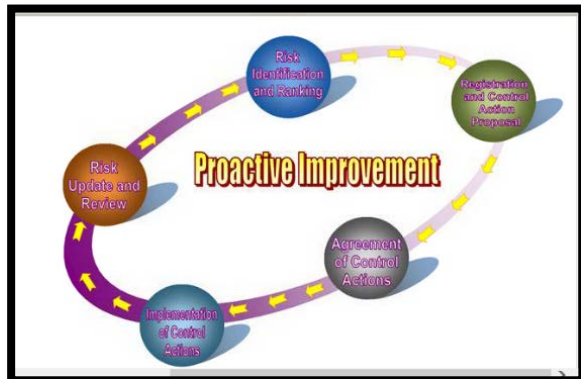 Risk
Identification
and Ranking
Registration
and Control
Action
Proposal
Proactive Improvement
Risk
Update and
Review
Agreement
of Control
Actions
Implementation
of Control
Actions